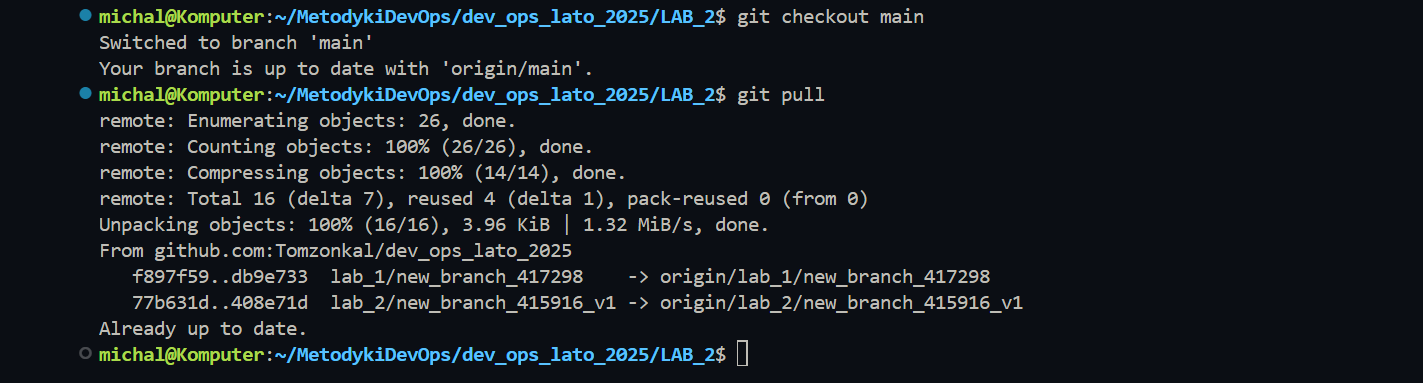 michal@Komputer:~/MetodykiDevOps/dev_ops_lato_2025/LAB_2$ git checkout main
Switched to branch 'main'
Your branch is up to date with 'origin/main'.
michal@Komputer:~/MetodykiDevOps/dev_ops_lato_2025/LAB_2$ git pull
remote: Enumerating objects: 26, done.
remote: Counting objects: 100% (26/26), done.
remote: Compressing objects: 100% (14/14), done.
remote: Total 16 (delta 7), reused 4 (delta 1), pack-reused 0 (from 0)
Unpacking objects: 100% (16/16), 3.96 KiB | 1.32 MiB/s, done.
From github.com:Tomzonkal/dev_ops_lato_2025
   f897f59..db9e733  lab_1/new_branch_417298    -> origin/lab_1/new_branch_417298
   77b631d..408e71d  lab_2/new_branch_415916_v1 -> origin/lab_2/new_branch_415916_v1
Already up to date.
michal@Komputer:~/MetodykiDevOps/dev_ops_lato_2025/LAB_2$